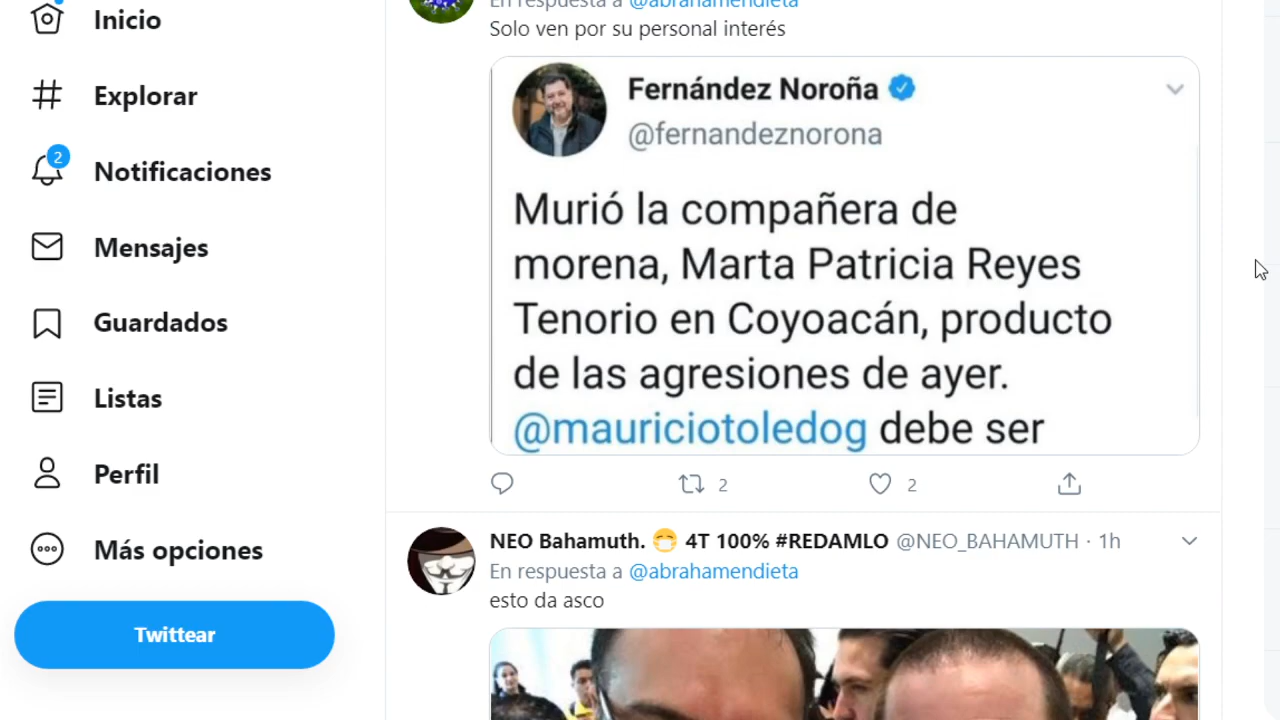 Inicio
Explorar
2
Notificaciones
Mensajes
Guardados
Listas
Perfil
Más opciones
Twittear
En respuesta a @abrahamendieta
Solo ven por su personal interés
Fernández Noroña
@fernandeznorona
Murió la compañera de
morena, Marta Patricia Reyes
Tenorio en Coyoacán, producto
de las agresiones de ayer.
@mauriciotoledog debe ser
2 2
NEO Bahamuth. 😷 4T 100% #REDAMLO @NEO_BAHAMUTH · 1h
En respuesta a @abrahamendieta
esto da asco